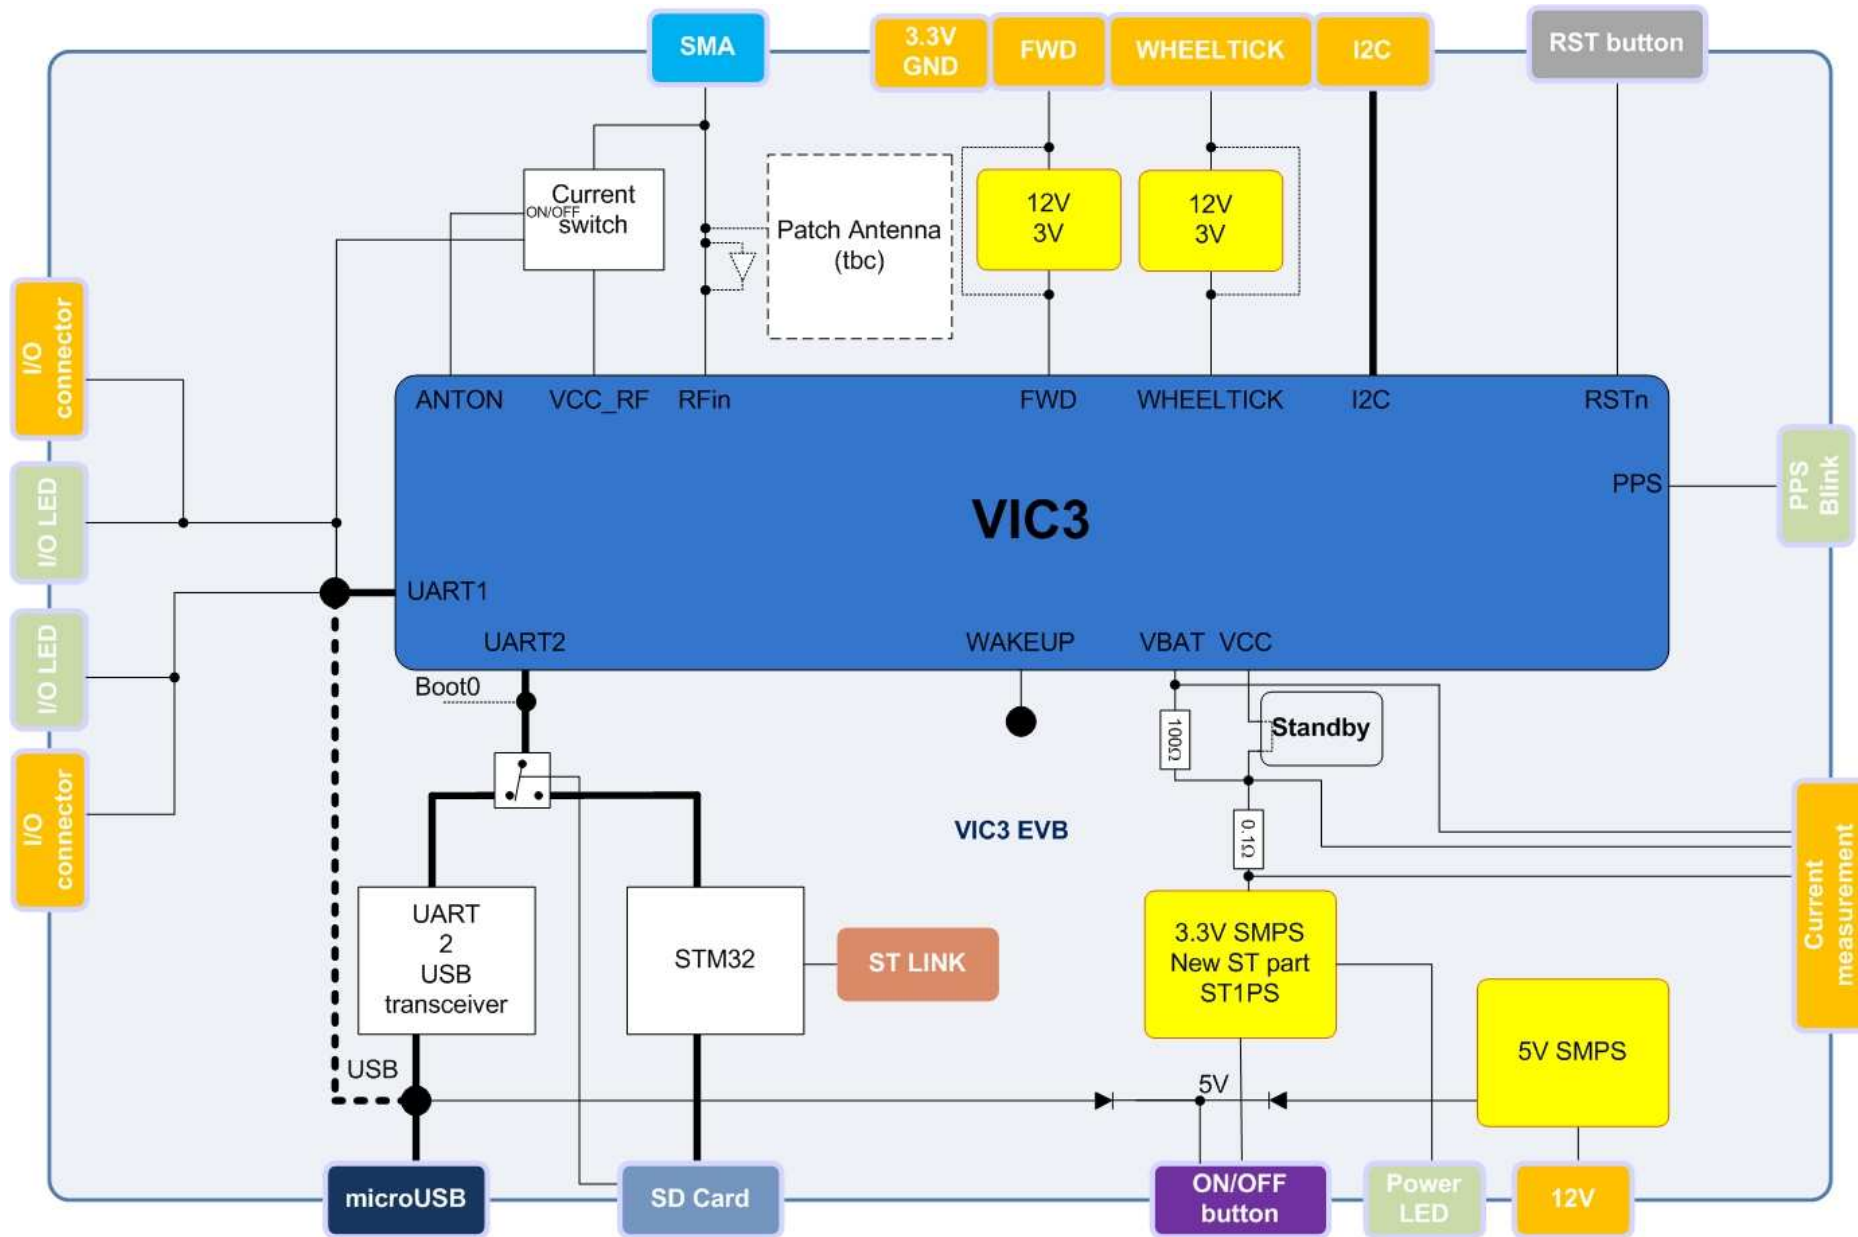 SMA
3.3V
GND
FWD
WHEELTICK
I2C
RST button
Current
ON/OFF
switch
Patch Antenna
(tbc)
12V
3V
12V
3V
I/O
connector
ANTON
VCC_RF
RFin
FWD
WHEELTICK
I2C
RSTn
PPS
PPS
Blink
I/O LED
VIC3
UART1
I/O LED
UART2
WAKEUP
VBAT
VCC
Boot0
100Ω
Standby
I/O
connector
VIC3 EVB
0.1Ω
Current
measurement
UART
2
USB
transceiver
STM32
ST LINK
3.3V SMPS
New ST part
ST1PS
5V SMPS
USB
5V
microUSB
SD Card
ON/OFF
button
Power
LED
12V